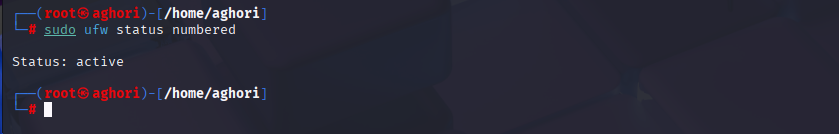 ┌──(root㉿aghori)-[/home/aghori]
└─# sudo ufw status numbered
Status: active
┌──(root㉿aghori)-[/home/aghori]
└─#